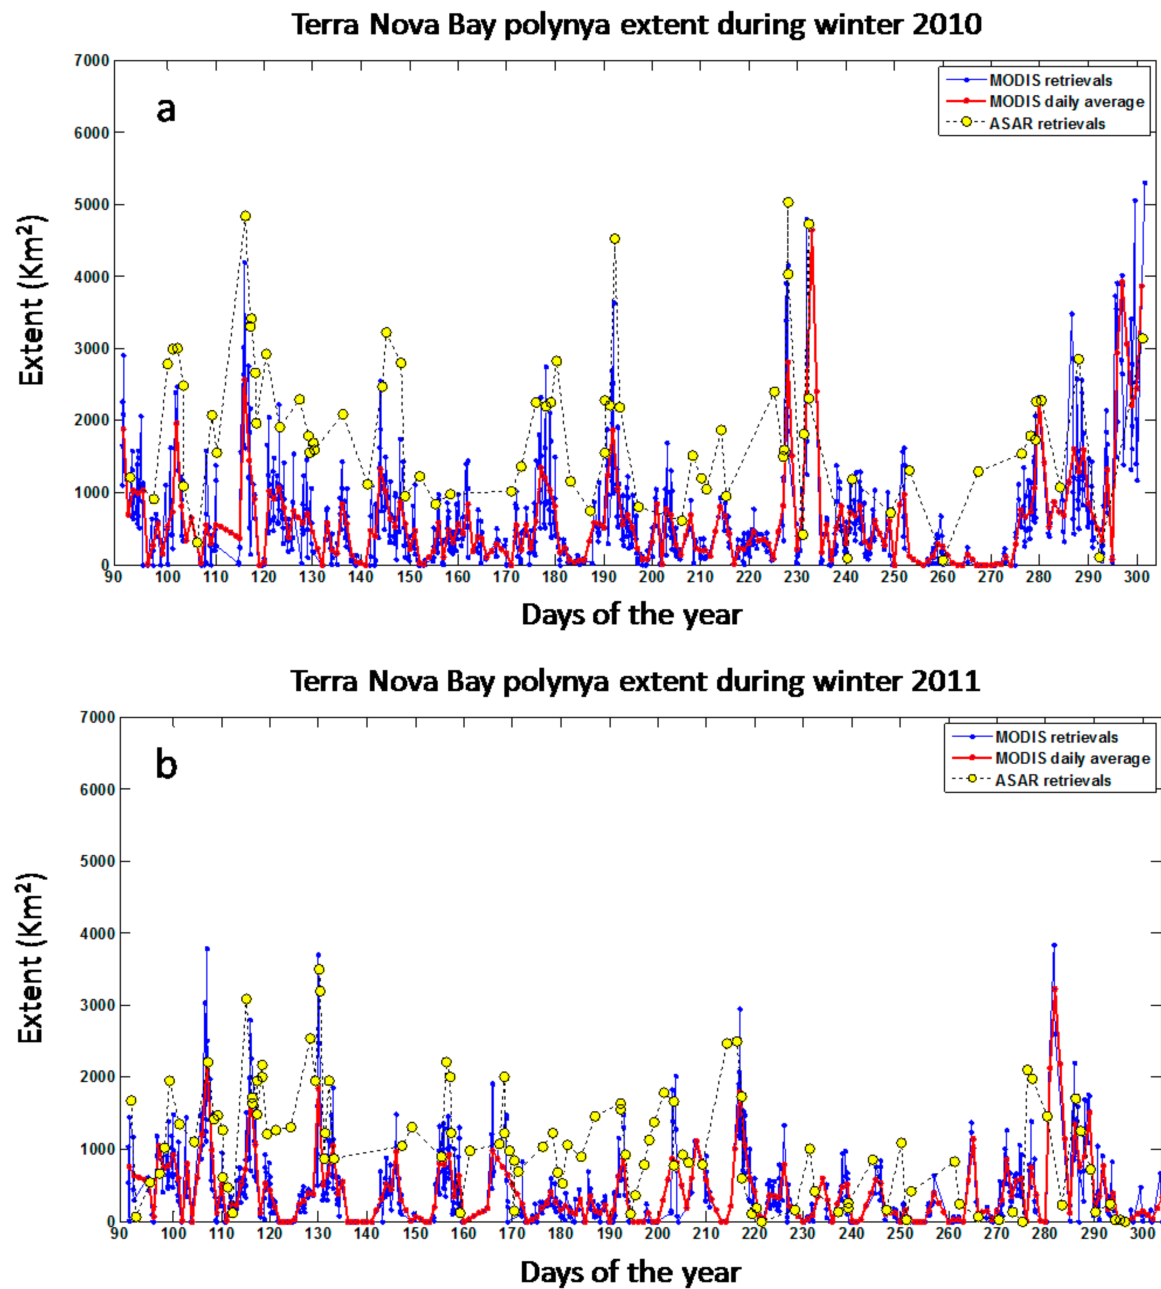 Terra Nova Bay polynya extent during winter 2010
7000
6000
5000
4000
3000
2000
1000
0
Extent (Km²)
a
MODIS retrievals
MODIS daily average
ASAR retrievals
90 100 110 120 130 140 150 160 170 180 190 200 210 220 230 240 250 260 270 280 290 300
Days of the year
Terra Nova Bay polynya extent during winter 2011
7000
6000
5000
4000
3000
2000
1000
0
Extent (Km²)
b
MODIS retrievals
MODIS daily average
ASAR retrievals
90 100 110 120 130 140 150 160 170 180 190 200 210 220 230 240 250 260 270 280 290 300
Days of the year